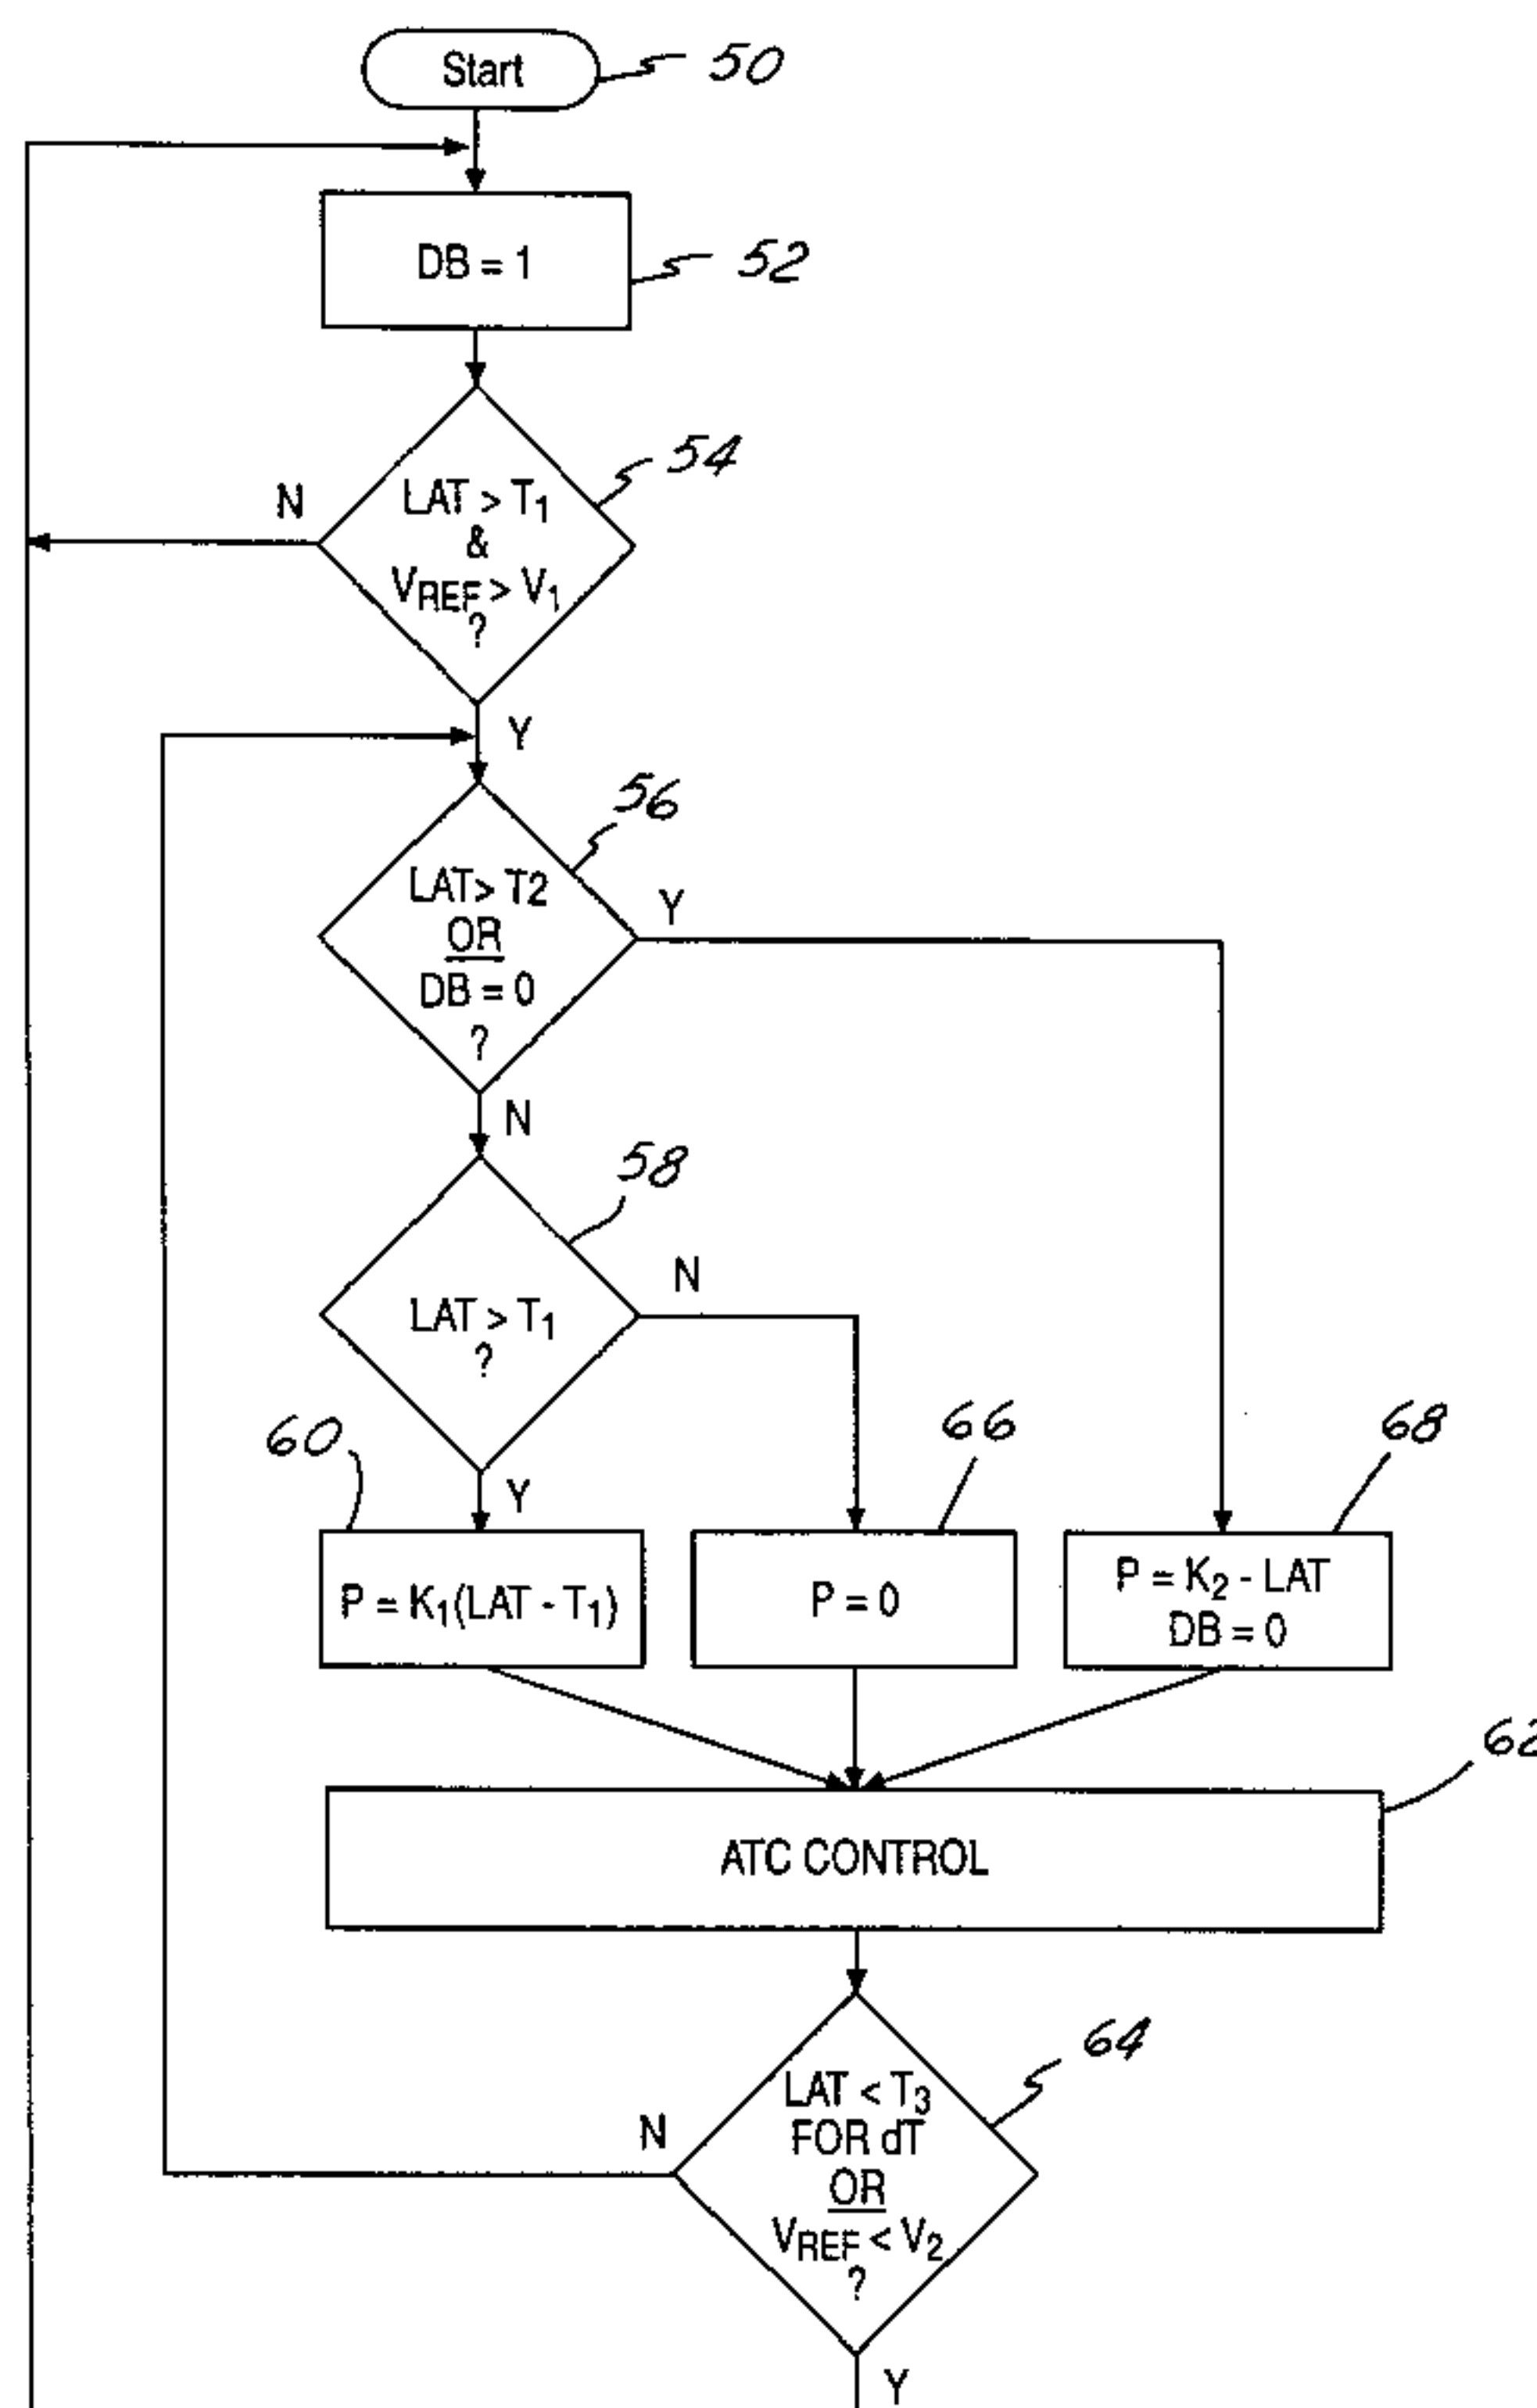 Start
50
DB = 1
52
54
N
LAT > T₁
&
V_REF > V₁
?
Y
56
LAT> T2
OR
DB = 0
?
Y
N
58
LAT > T₁
?
N
60
Y
66
68
P = K₁(LAT - T₁)
P = 0
P = K₂ - LAT
DB = 0
62
ATC CONTROL
64
LAT < T₃
FOR dT
OR
V_REF < V₂
?
N
Y